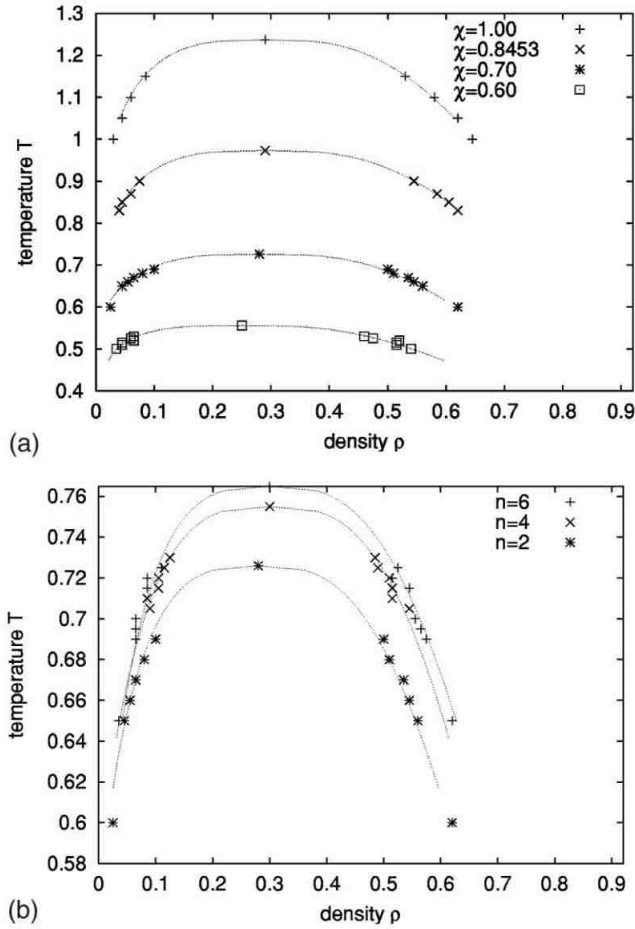 1.3
1.2
1.1
1
0.9
0.8
0.7
0.6
0.5
0.4
temperature T
χ=1.00
χ=0.8453
χ=0.70
χ=0.60
0 0.1 0.2 0.3 0.4 0.5 0.6 0.7 0.8 0.9
density ρ
(a)
0.76
0.74
0.72
0.7
0.68
0.66
0.64
0.62
0.6
0.58
temperature T
n=6
n=4
n=2
0 0.1 0.2 0.3 0.4 0.5 0.6 0.7 0.8 0.9
density ρ
(b)